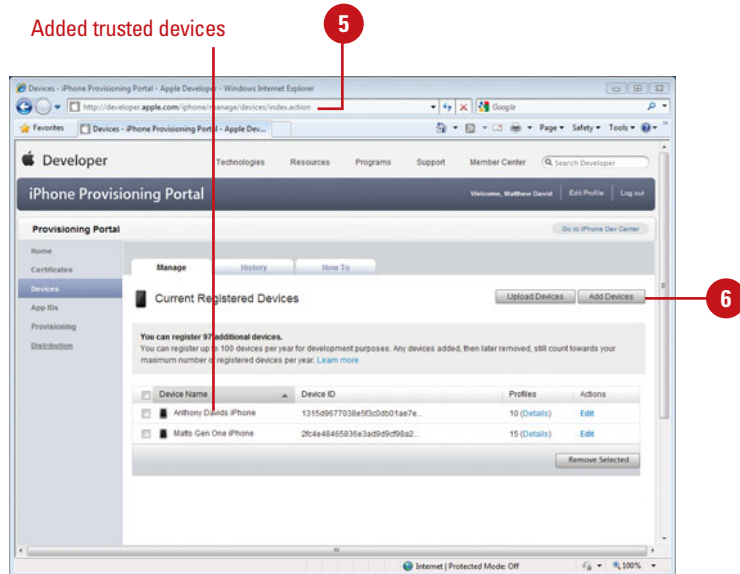 Added trusted devices
5
Devices - iPhone Provisioning Portal - Apple Developer - Windows Internet Explorer
http://developer.apple.com/iphone/manage/devices/index.action
Google
Favorites
Devices - iPhone Provisioning Portal - Apple Dev...
Page
Safety
Tools
Developer
Technologies Resources Programs Support Member Center
Search Developer
iPhone Provisioning Portal
Welcome, Matthew David Edit Profile Log out
Provisioning Portal
Go to iPhone Dev Center
Home
Certificates
Devices
App IDs
Provisioning
Distribution
Manage History How To
Current Registered Devices
Upload Devices Add Devices
6
You can register 97 additional devices.
You can register up to 100 devices per year for development purposes. Any devices added, then later removed, still count towards your
maximum number of registered devices per year. Learn more
Device Name Device ID Profiles Actions
Anthony Davids iPhone 10 (Details) Edit
Matts Gen One iPhone 15 (Details) Edit
Remove Selected
Internet | Protected Mode: Off
100%